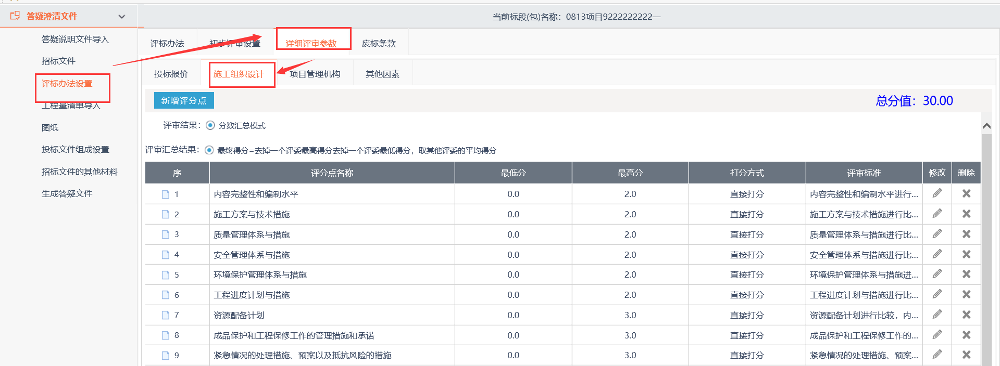 答疑澄清文件
当前标段(包)名称：0813项目9222222222—
答疑说明文件导入
招标文件
评标办法设置
工程量清单导入
图纸
投标文件组成设置
招标文件的其他材料
生成答疑文件
评标办法 初步评审设置 详细评审参数 废标条款
投标报价 施工组织设计 项目管理机构 其他因素
新增评分点 总分值：30.00
评审结果： 分数汇总模式
评审汇总结果： 最终得分=去掉一个评委最高得分去掉一个评委最低得分，取其他评委的平均得分
序 评分点名称 最低分 最高分 打分方式 评审标准 修改 删除
1 内容完整性和编制水平 0.0 2.0 直接打分 内容完整性和编制水平进行...
2 施工方案与技术措施 0.0 2.0 直接打分 施工方案与技术措施进行比...
3 质量管理体系与措施 0.0 2.0 直接打分 质量管理体系与措施进行比...
4 安全管理体系与措施 0.0 2.0 直接打分 安全管理体系与措施进行比...
5 环境保护管理体系与措施 0.0 2.0 直接打分 环境保护管理体系与措施进...
6 工程进度计划与措施 0.0 2.0 直接打分 工程进度计划与措施进行比...
7 资源配备计划 0.0 3.0 直接打分 资源配备计划进行比较，内...
8 成品保护和工程保修工作的管理措施和承诺 0.0 3.0 直接打分 成品保护和工程保修工作的...
9 紧急情况的处理措施、预案以及抵抗风险的措施 0.0 3.0 直接打分 紧急情况的处理措施、预案...